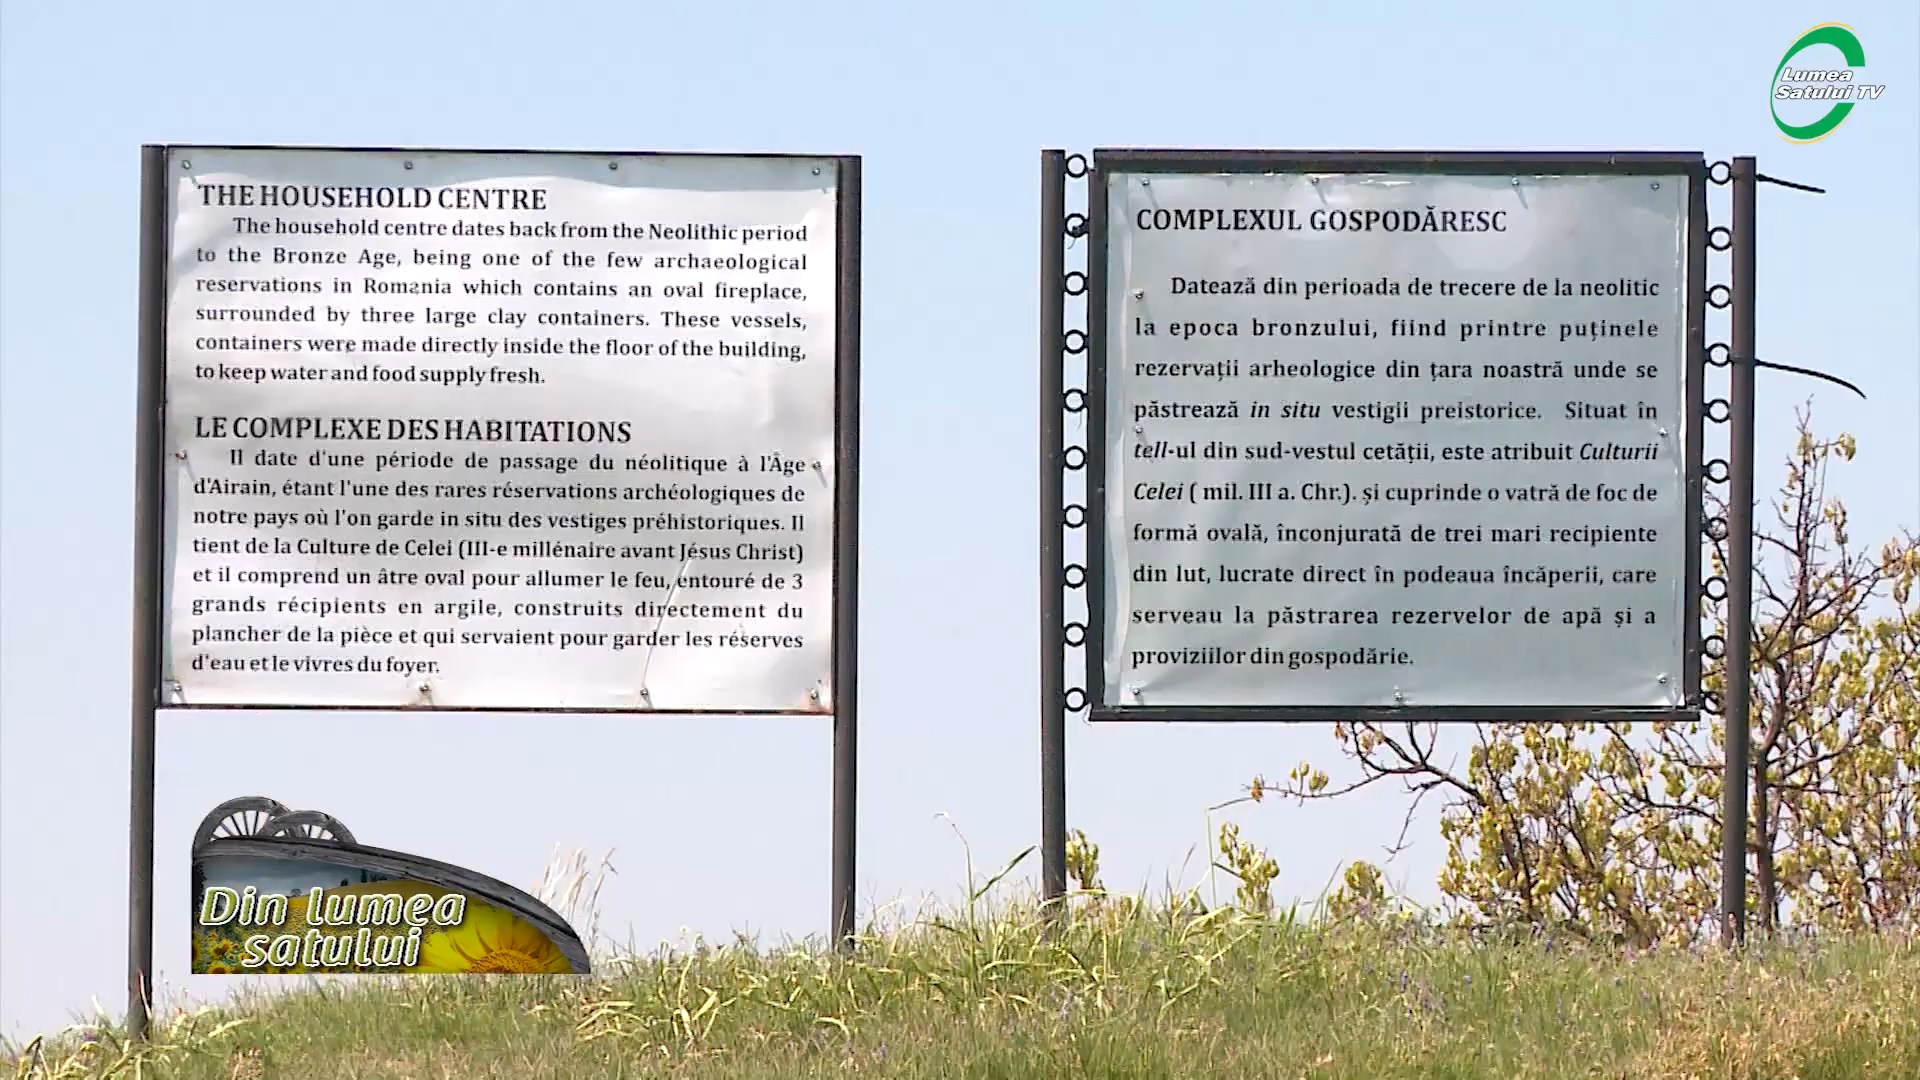 THE HOUSEHOLD CENTRE
The household centre dates back from the Neolithic period
to the Bronze Age, being one of the few archaeological
reservations in Romania which contains an oval fireplace,
surrounded by three large clay containers. These vessels,
containers were made directly inside the floor of the building,
to keep water and food supply fresh.
LE COMPLEXE DES HABITATIONS
Il date d'une période de passage du néolitique à l'Âge
d'Airain, étant l'une des rares réservations archéologiques de
notre pays où l'on garde in situ des vestiges préhistoriques. Il
tient de la Culture de Celei (III-e millénaire avant Jésus Christ)
et il comprend un âtre oval pour allumer le feu, entouré de 3
grands récipients en argile, construits directement du
plancher de la pièce et qui servaient pour garder les réserves
d'eau et le vivres du foyer.
COMPLEXUL GOSPODĂRESC
Datează din perioada de trecere de la neolitic
la epoca bronzului, fiind printre puținele
rezervații arheologice din țara noastră unde se
păstrează in situ vestigii preistorice. Situat în
tell-ul din sud-vestul cetății, este atribuit Culturii
Celei ( mil. III a. Chr.). și cuprinde o vatră de foc de
formă ovală, înconjurată de trei mari recipiente
din lut, lucrate direct în podeaua încăperii, care
serveau la păstrarea rezervelor de apă și a
proviziilor din gospodărie.
Lumea
Satului TV
Din lumea
satului